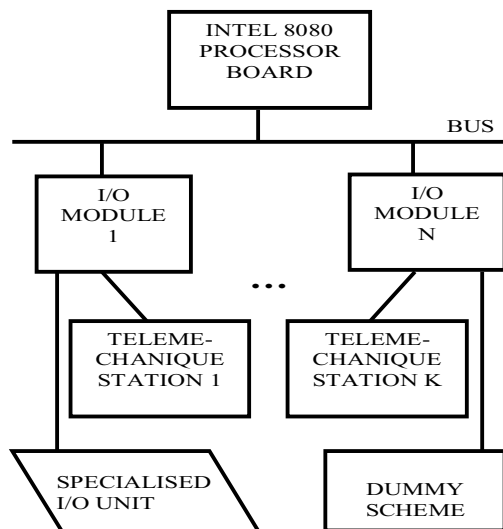 INTEL 8080
PROCESSOR
BOARD
BUS
I/O
MODULE
1
I/O
MODULE
N
...
TELEME-
CHANIQUE
STATION 1
TELEME-
CHANIQUE
STATION K
SPECIALISED
I/O UNIT
DUMMY
SCHEME